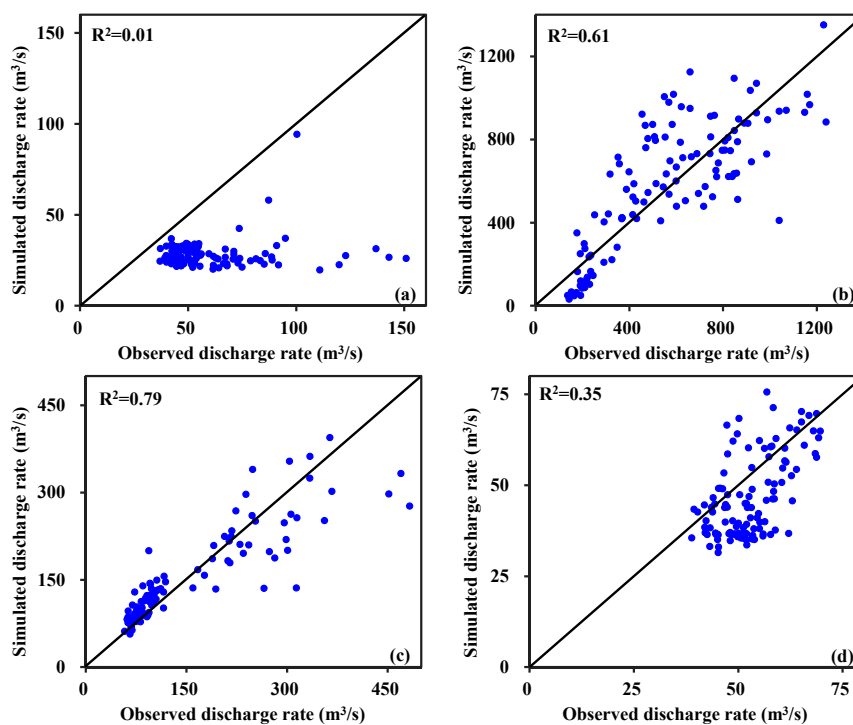 R²=0.01
Simulated discharge rate (m³/s)
150
100
50
0
0
50
100
150
(a)
Observed discharge rate (m³/s)
R²=0.61
Simulated discharge rate (m³/s)
1200
800
400
0
0
400
800
1200
(b)
Observed discharge rate (m³/s)
R²=0.79
Simulated discharge rate (m³/s)
450
300
150
0
0
150
300
450
(c)
Observed discharge rate (m³/s)
R²=0.35
Simulated discharge rate (m³/s)
75
50
25
0
0
25
50
75
(d)
Observed discharge rate (m³/s)